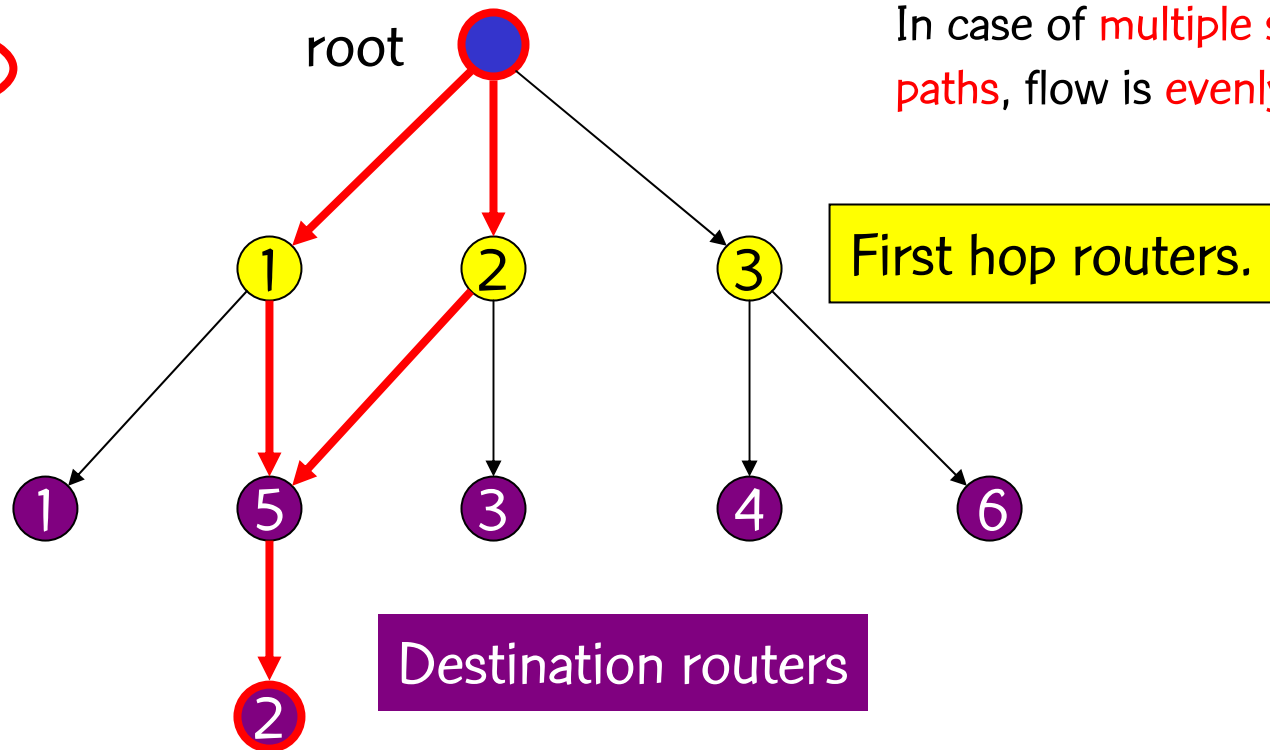 root
In case of multiple
paths, flow is
1
2
3
First hop routers.
1
5
3
4
6
Destination routers
2